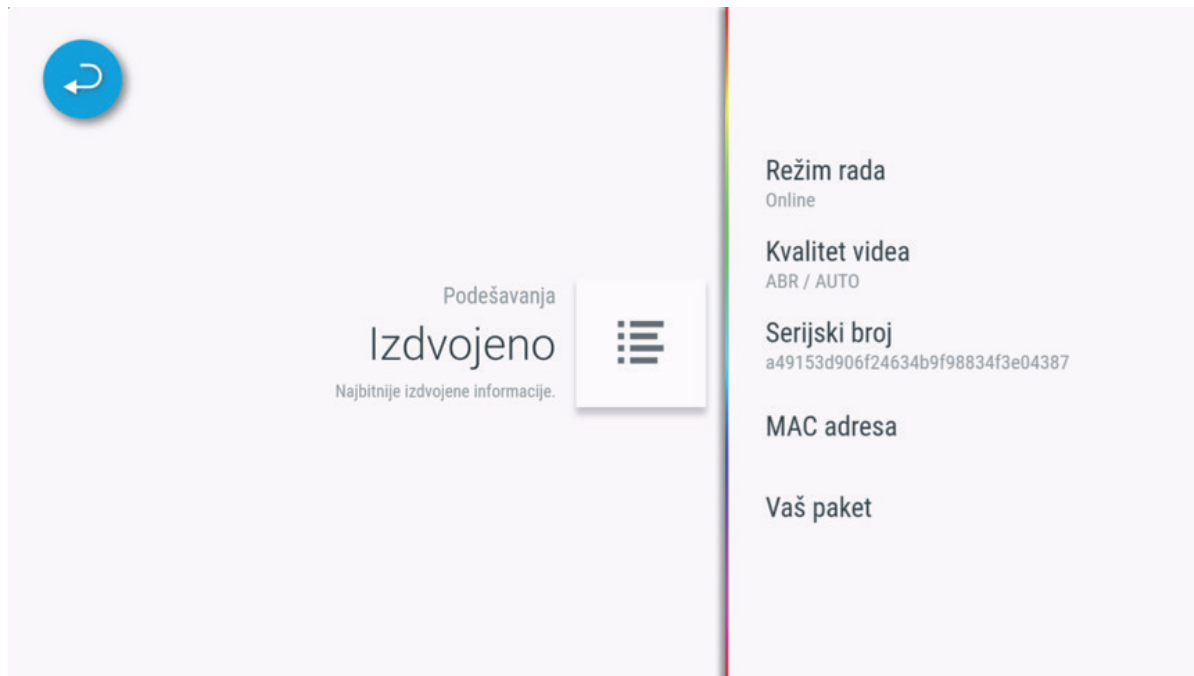 Podešavanja
Izdvojeno
Najbitnije izdvojene informacije.
Režim rada
Online
Kvalitet videa
ABR / AUTO
Serijski broj
a49153d906f24634b9f98834f3e04387
MAC adresa
Vaš paket